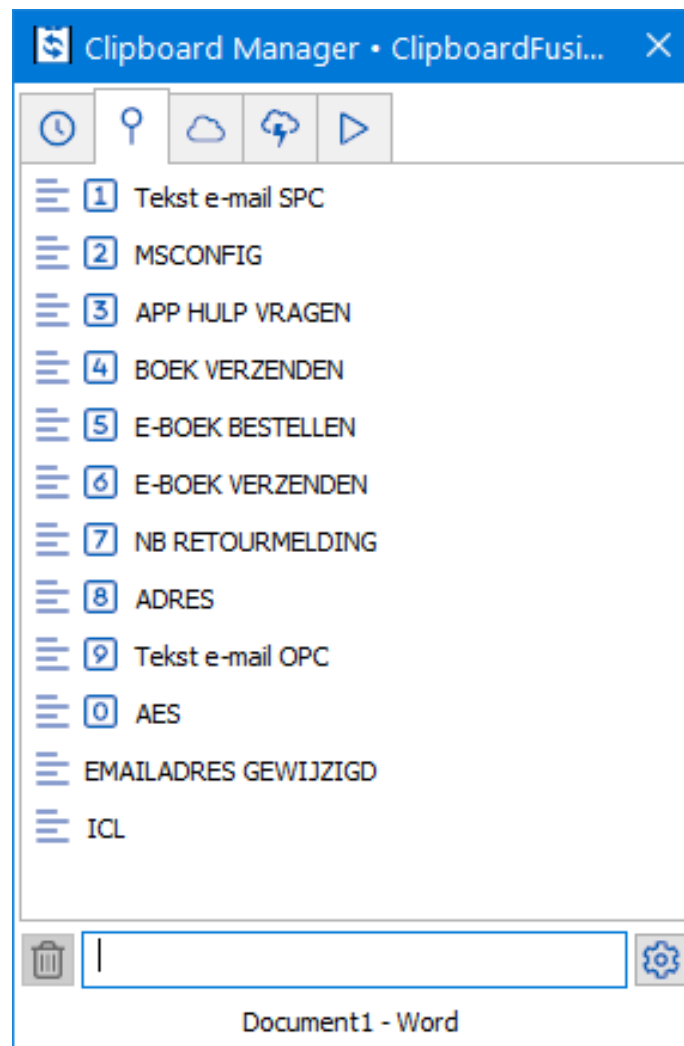 Clipboard Manager • ClipboardFusi...
1 Tekst e-mail SPC
2 MSCONFIG
3 APP HULP VRAGEN
4 BOEK VERZENDEN
5 E-BOEK BESTELLEN
6 E-BOEK VERZENDEN
7 NB RETOURMELDING
8 ADRES
9 Tekst e-mail OPC
0 AES
EMAILADRES GEWIJZIGD
ICL
Document1 - Word